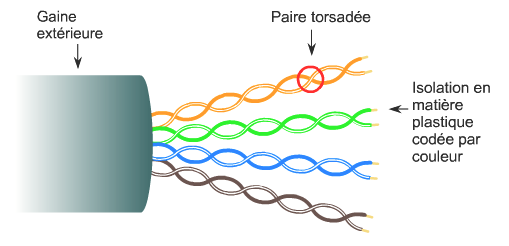 Gaine
extérieure
Paire torsadée
Isolation en
matière
plastique
codée par
couleur